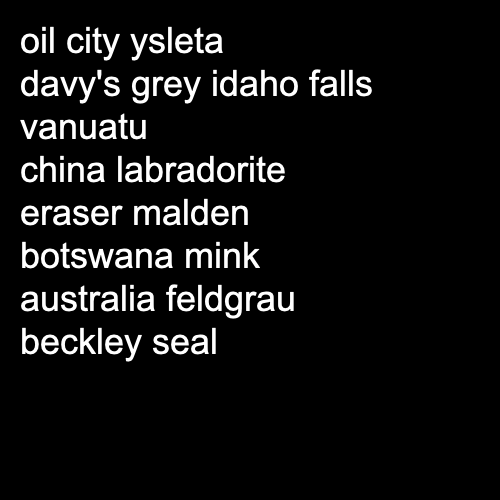 oil city ysleta
davy's grey idaho falls
vanuatu
china labradorite
eraser malden
botswana mink
australia feldgrau
beckley seal